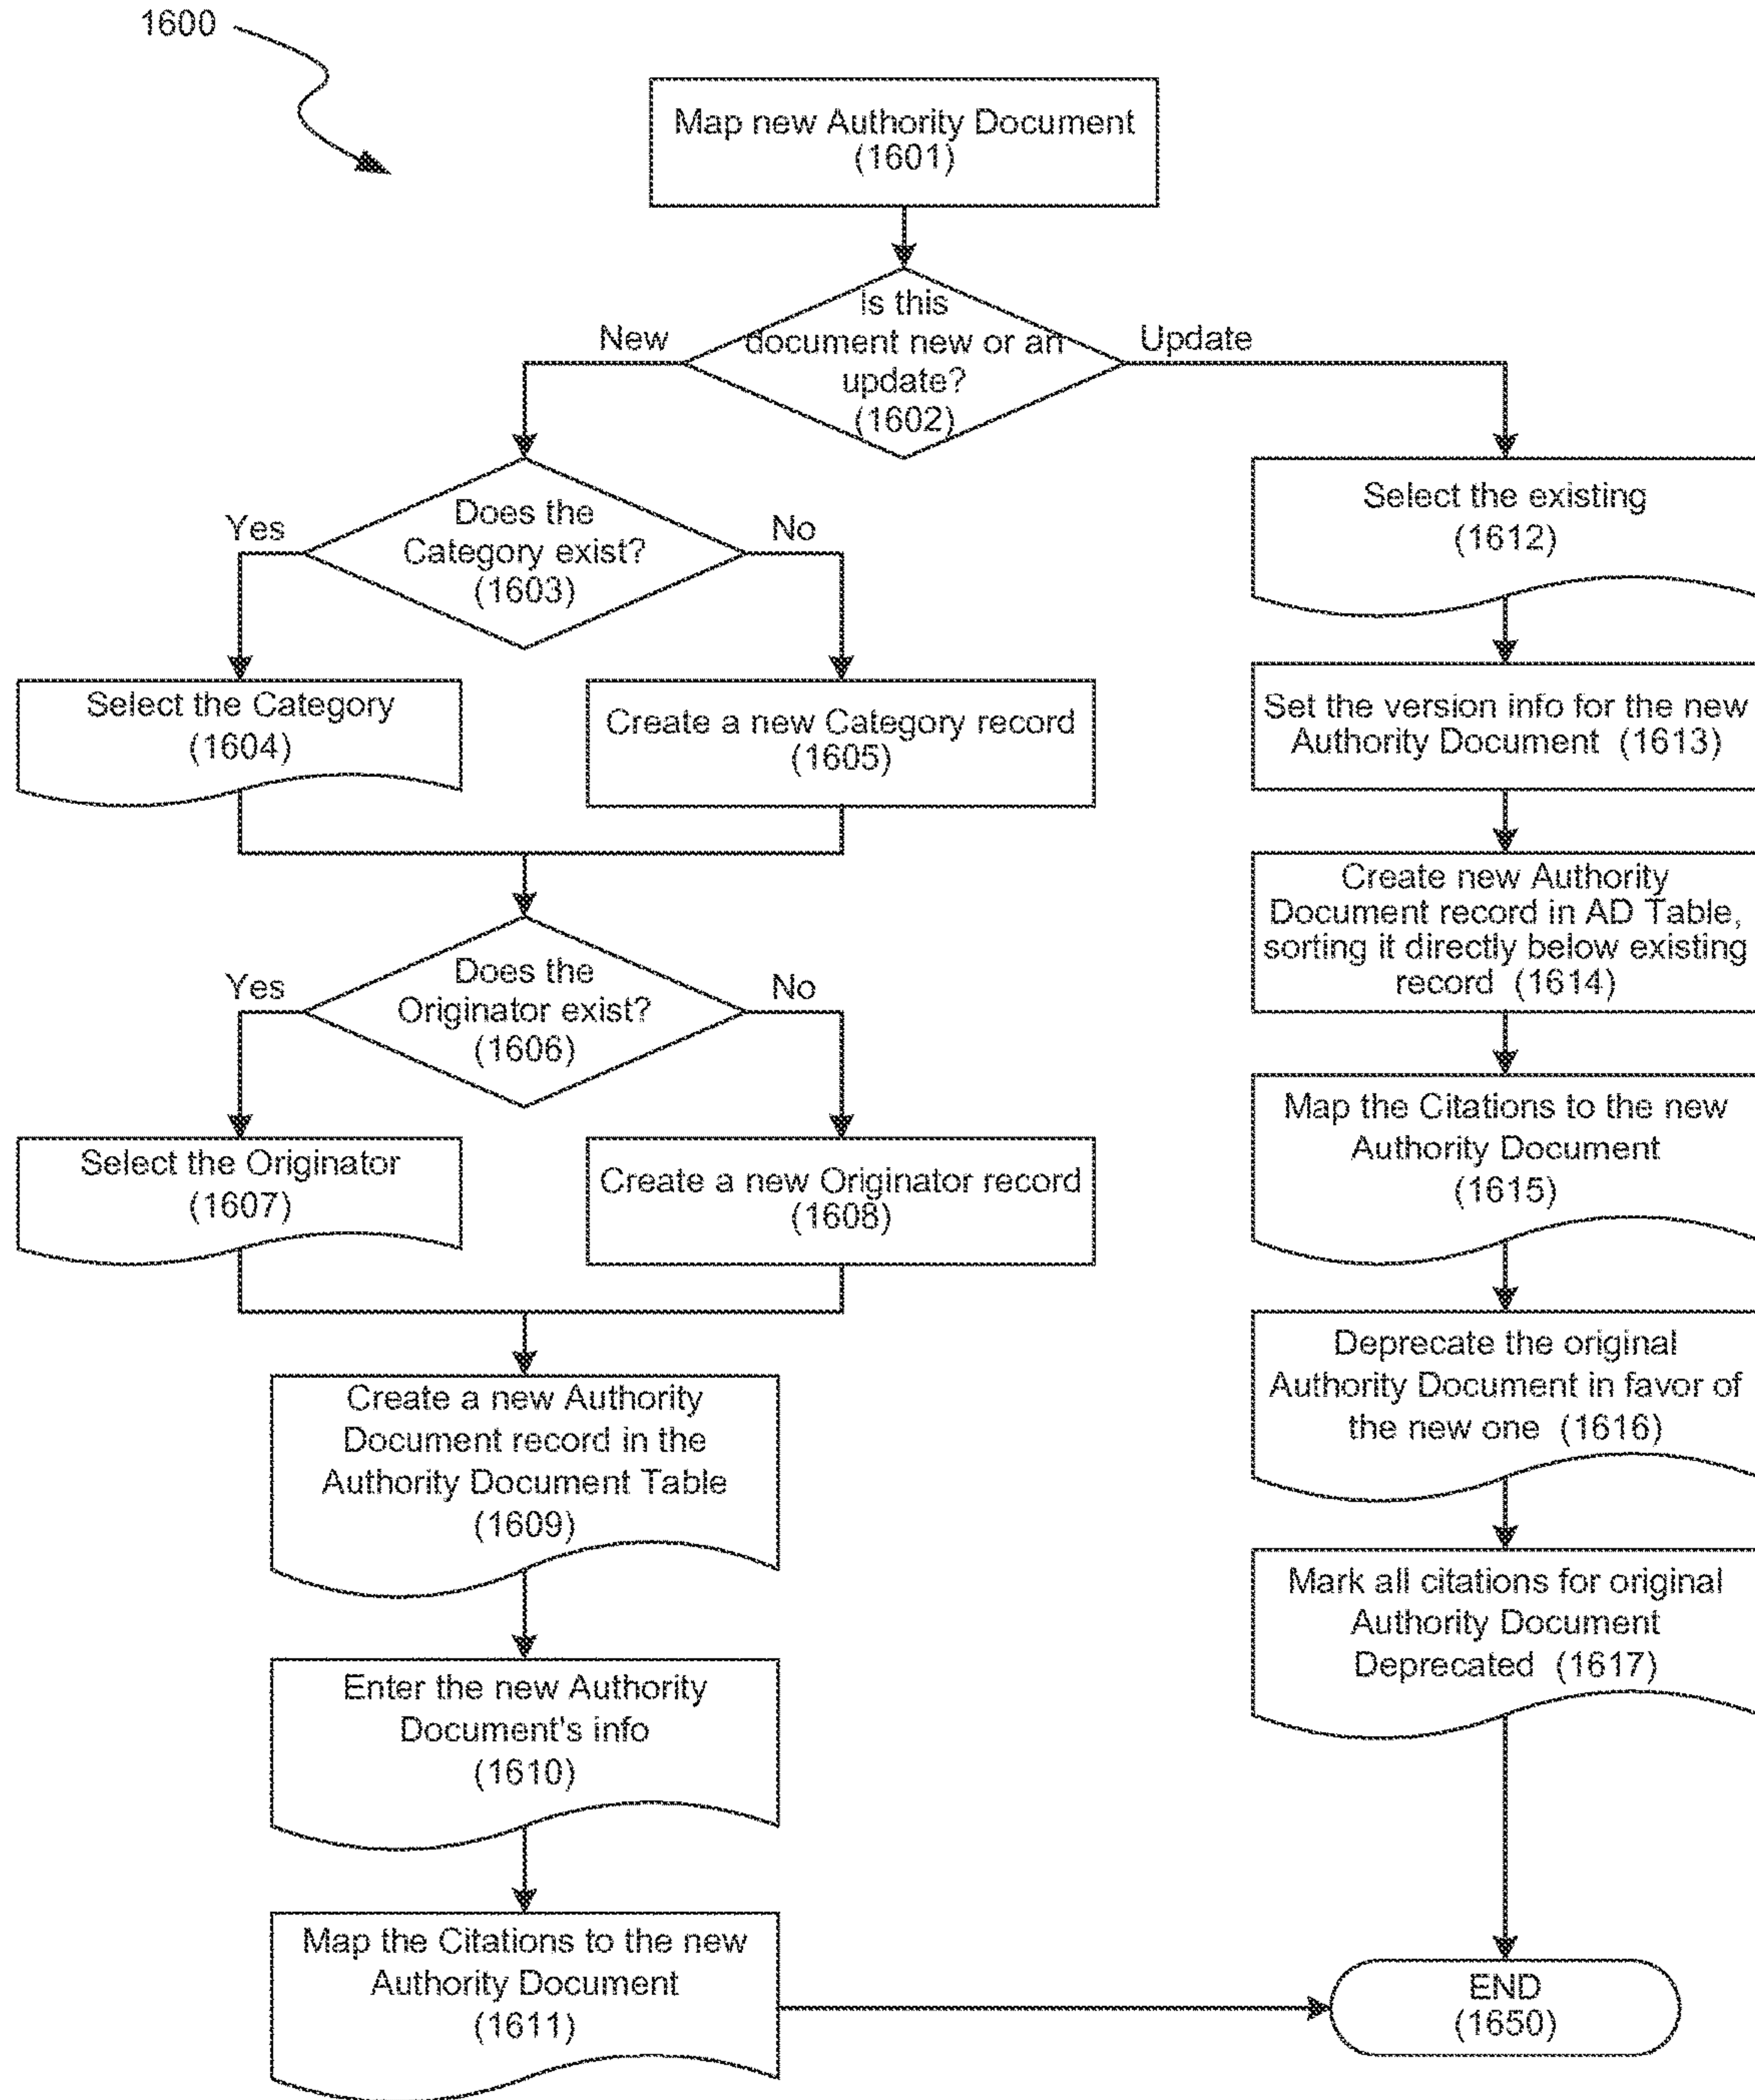 1600
Map new Authority Document
(1601)
Is this
document new or an
update?
(1602)
New
Update
Does the
Category exist?
(1603)
Yes
No
Select the Category
(1604)
Create a new Category record
(1605)
Does the
Originator exist?
(1606)
Yes
No
Select the Originator
(1607)
Create a new Originator record
(1608)
Create a new Authority
Document record in the
Authority Document Table
(1609)
Enter the new Authority
Document's info
(1610)
Map the Citations to the new
Authority Document
(1611)
Select the existing
(1612)
Set the version info for the new
Authority Document (1613)
Create new Authority
Document record in AD Table,
sorting it directly below existing
record (1614)
Map the Citations to the new
Authority Document
(1615)
Deprecate the original
Authority Document in favor of
the new one (1616)
Mark all citations for original
Authority Document
Deprecated (1617)
END
(1650)